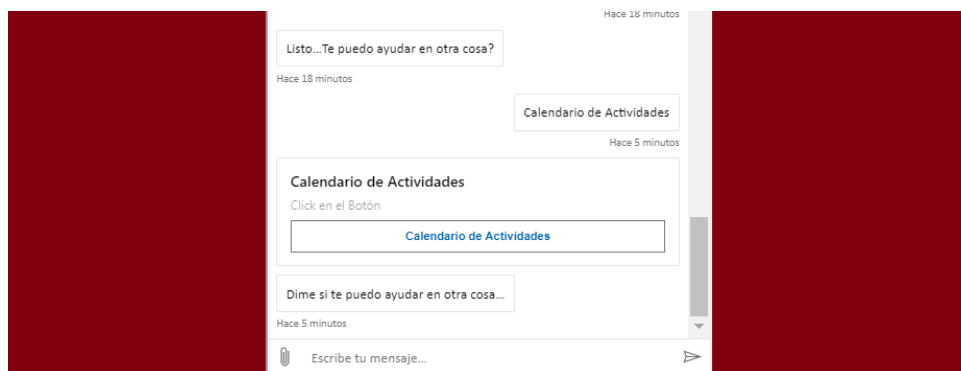 Hace 18 minutos
Listo...Te puedo ayudar en otra cosa?
Hace 18 minutos
Calendario de Actividades
Hace 5 minutos
Calendario de Actividades
Click en el Botón
Calendario de Actividades
Dime si te puedo ayudar en otra cosa...
Hace 5 minutos
Escribe tu mensaje...